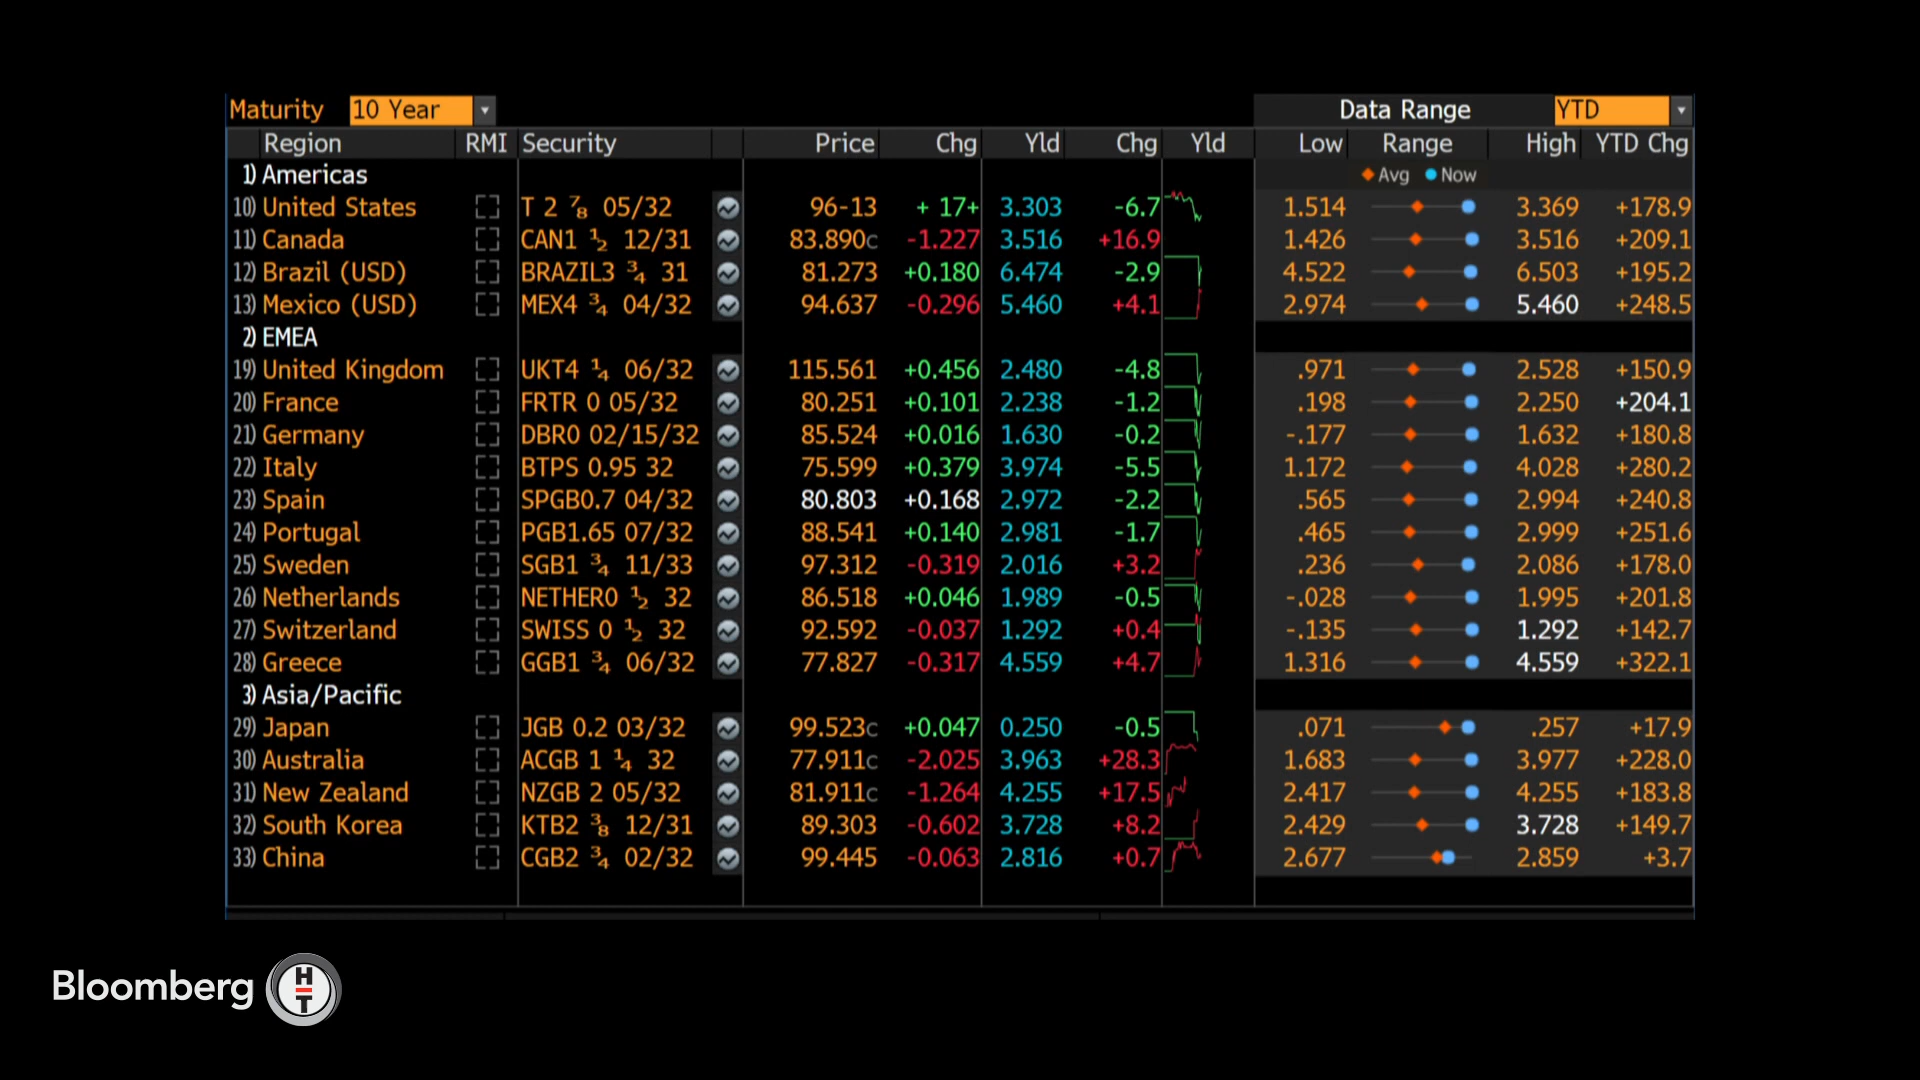 Maturity 10 Year Data Range YTD
Region RMI Security Price Chg Yld Chg Yld Low Range High YTD Chg
1) Americas Avg Now
10) United States T 2 ⅞ 05/32 96-13 + 17+ 3.303 -6.7 1.514 3.369 +178.9
11) Canada CAN1 ½ 12/31 83.890c -1.227 3.516 +16.9 1.426 3.516 +209.1
12) Brazil (USD) BRAZIL3 ¾ 31 81.273 +0.180 6.474 -2.9 4.522 6.503 +195.2
13) Mexico (USD) MEX4 ¾ 04/32 94.637 -0.296 5.460 +4.1 2.974 5.460 +248.5
2) EMEA
19) United Kingdom UKT4 ¼ 06/32 115.561 +0.456 2.480 -4.8 .971 2.528 +150.9
20) France FRTR 0 05/32 80.251 +0.101 2.238 -1.2 .198 2.250 +204.1
21) Germany DBR0 02/15/32 85.524 +0.016 1.630 -0.2 -.177 1.632 +180.8
22) Italy BTPS 0.95 32 75.599 +0.379 3.974 -5.5 1.172 4.028 +280.2
23) Spain SPGB0.7 04/32 80.803 +0.168 2.972 -2.2 .565 2.994 +240.8
24) Portugal PGB1.65 07/32 88.541 +0.140 2.981 -1.7 .465 2.999 +251.6
25) Sweden SGB1 ¾ 11/33 97.312 -0.319 2.016 +3.2 .236 2.086 +178.0
26) Netherlands NETHER0 ½ 32 86.518 +0.046 1.989 -0.5 -.028 1.995 +201.8
27) Switzerland SWISS 0 ½ 32 92.592 -0.037 1.292 +0.4 -.135 1.292 +142.7
28) Greece GGB1 ¾ 06/32 77.827 -0.317 4.559 +4.7 1.316 4.559 +322.1
3) Asia/Pacific
29) Japan JGB 0.2 03/32 99.523c +0.047 0.250 -0.5 .071 .257 +17.9
30) Australia ACGB 1 ¼ 32 77.911c -2.025 3.963 +28.3 1.683 3.977 +228.0
31) New Zealand NZGB 2 05/32 81.911c -1.264 4.255 +17.5 2.417 4.255 +183.8
32) South Korea KTB2 ⅜ 12/31 89.303 -0.602 3.728 +8.2 2.429 3.728 +149.7
33) China CGB2 ¾ 02/32 99.445 -0.063 2.816 +0.7 2.677 2.859 +3.7
Bloomberg HT